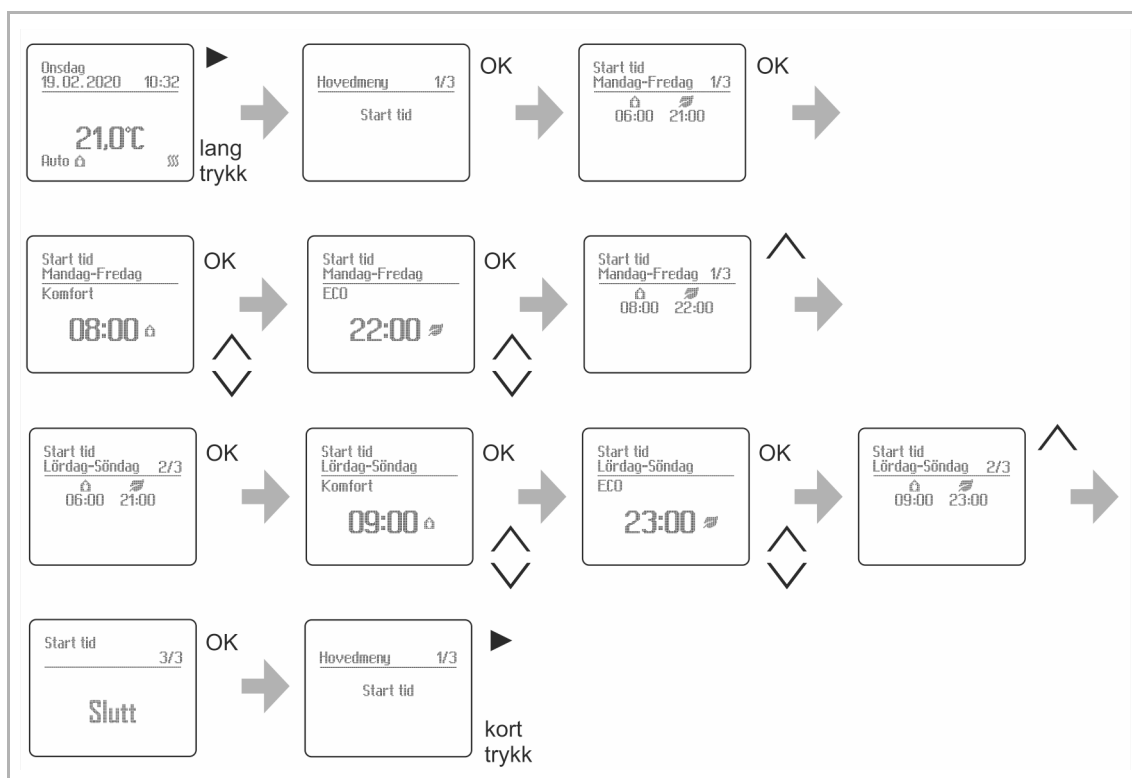 Onsdag
19.02.2020 10:32
21,0°C
Auto
lang
trykk
Hovedmeny 1/3
Start tid
OK
Start tid
Mandag-Fredag 1/3
06:00 21:00
OK
Start tid
Mandag-Fredag
Komfort
08:00
OK
Start tid
Mandag-Fredag
ECO
22:00
OK
Start tid
Mandag-Fredag 1/3
08:00 22:00
Start tid
Lördag-Söndag 2/3
06:00 21:00
OK
Start tid
Lördag-Söndag
Komfort
09:00
OK
Start tid
Lördag-Söndag
ECO
23:00
OK
Start tid
Lördag-Söndag 2/3
09:00 23:00
Start tid
3/3
Slutt
OK
Hovedmeny 1/3
Start tid
kort
trykk